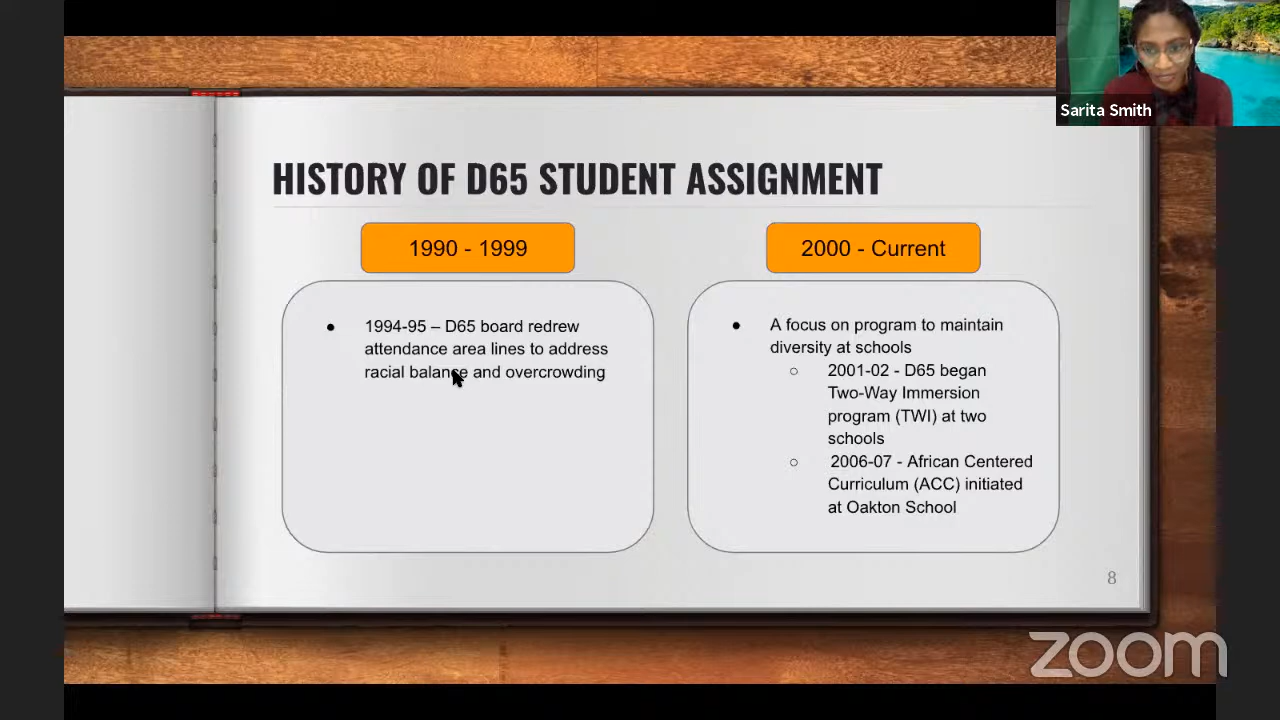 Sarita Smith
HISTORY OF D65 STUDENT ASSIGNMENT
1990 - 1999
● 1994-95 – D65 board redrew
attendance area lines to address
racial balance and overcrowding
2000 - Current
● A focus on program to maintain
diversity at schools
○ 2001-02 - D65 began
Two-Way Immersion
program (TWI) at two
schools
○ 2006-07 - African Centered
Curriculum (ACC) initiated
at Oakton School
8
zoom